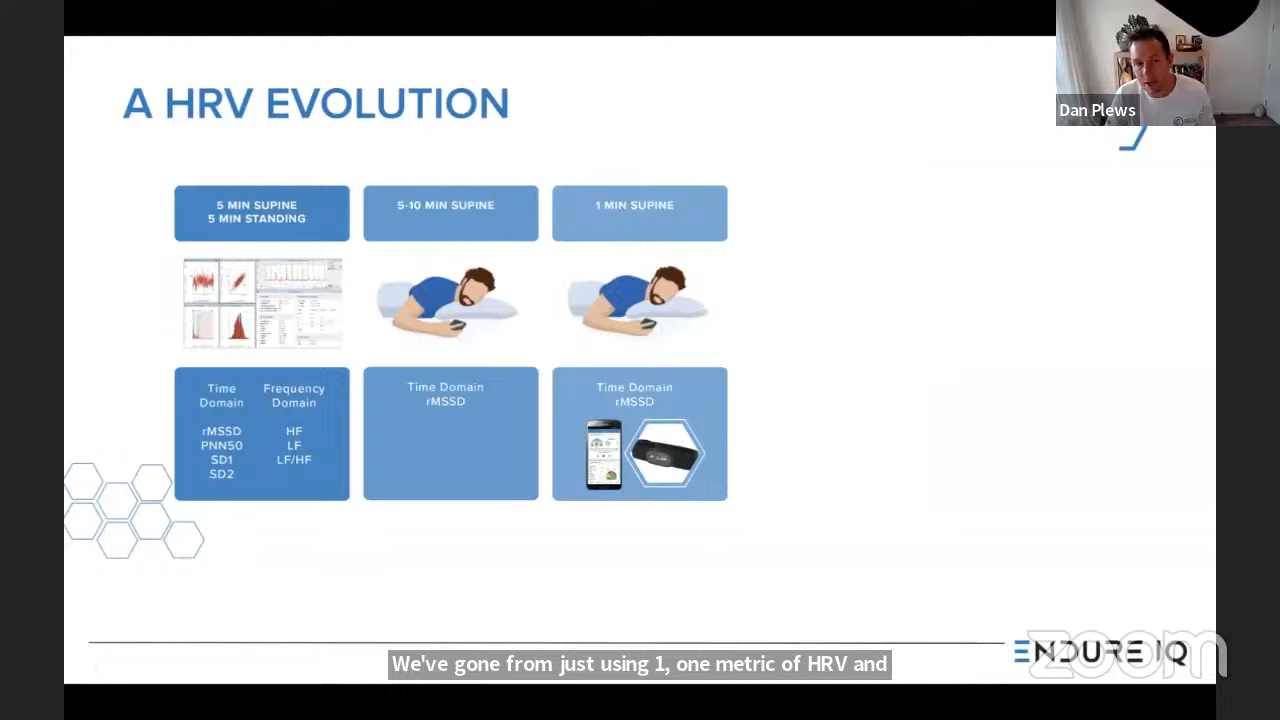 A HRV EVOLUTION
Dan Plews
5 MIN SUPINE
5 MIN STANDING
5-10 MIN SUPINE
1 MIN SUPINE
Time
Domain
rMSSD
PNN50
SD1
SD2
Frequency
Domain
HF
LF
LF/HF
Time Domain
rMSSD
Time Domain
rMSSD
ENDURE IQ
zoom
We've gone from just using 1, one metric of HRV and